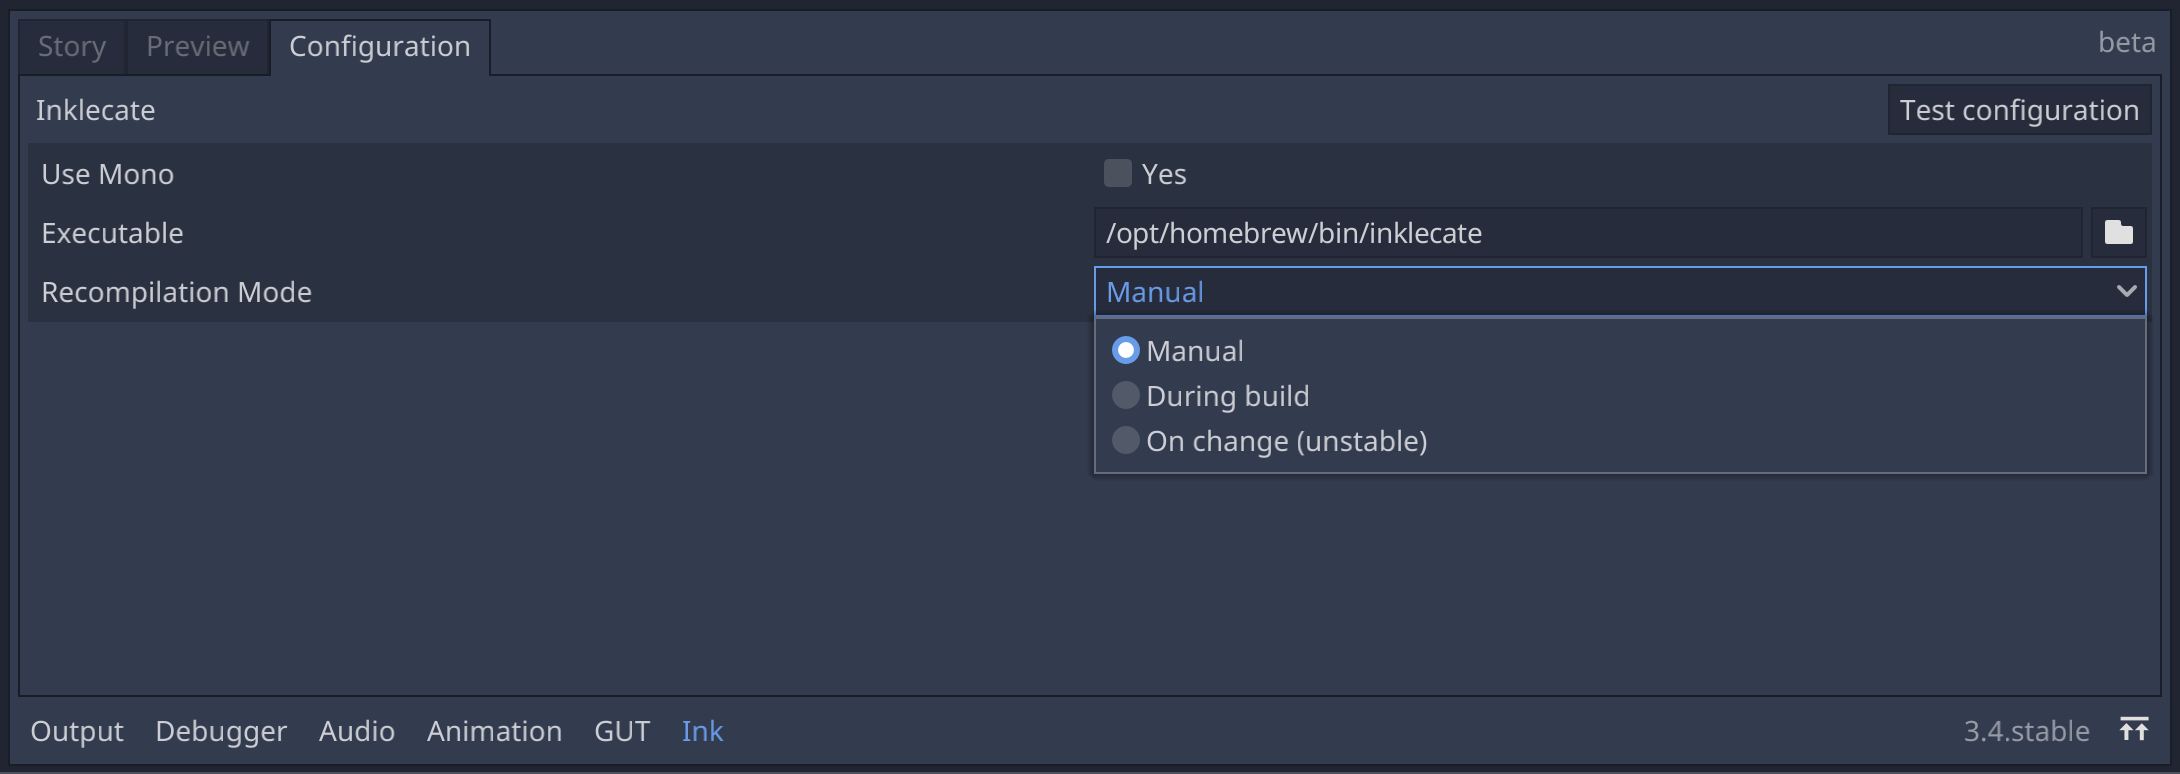 Story Preview Configuration beta
Inklecate Test configuration
Use Mono Yes
Executable /opt/homebrew/bin/inklecate
Recompilation Mode Manual
Manual
During build
On change (unstable)
Output Debugger Audio Animation GUT Ink 3.4.stable